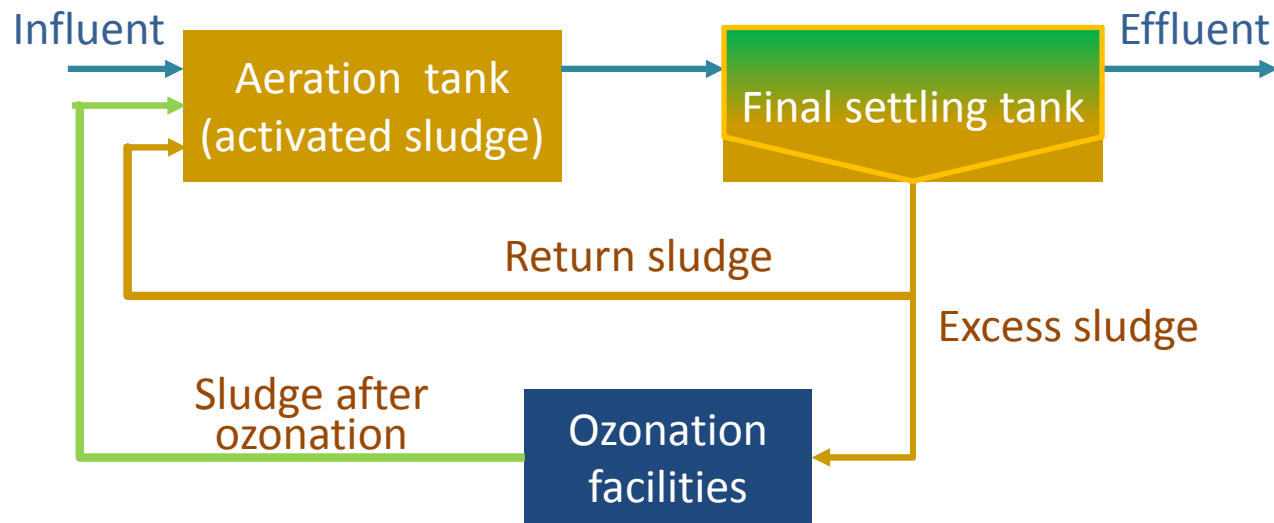 Influent
Effluent
Aeration tank
(activated sludge)
Final settling tank
Return sludge
Excess sludge
Sludge after
ozonation
Ozonation
facilities